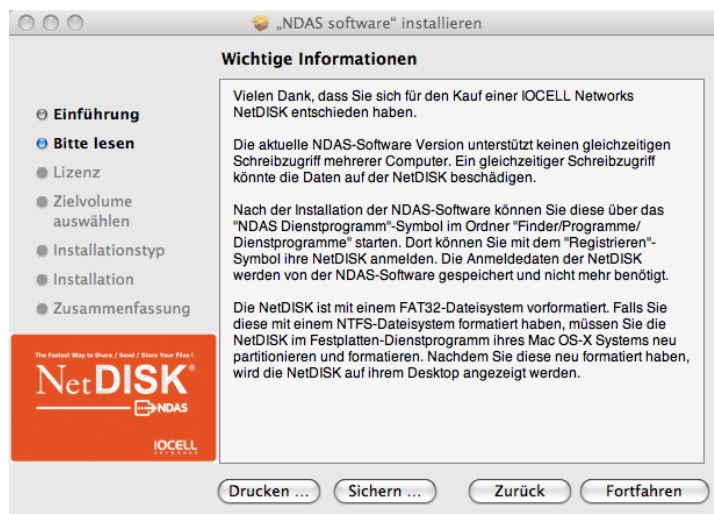 „NDAS software“ installieren
Wichtige Informationen
Einführung
Bitte lesen
Lizenz
Zielvolume
auswählen
Installationstyp
Installation
Zusammenfassung
Vielen Dank, dass Sie sich für den Kauf einer IOCELL Networks
NetDISK entschieden haben.
Die aktuelle NDAS-Software Version unterstützt keinen gleichzeitigen
Schreibzugriff mehrerer Computer. Ein gleichzeitiger Schreibzugriff
könnte die Daten auf der NetDISK beschädigen.
Nach der Installation der NDAS-Software können Sie diese über das
"NDAS Dienstprogramm"-Symbol im Ordner "Finder/Programme/
Dienstprogramme" starten. Dort können Sie mit dem "Registrieren"-
Symbol ihre NetDISK anmelden. Die Anmeldedaten der NetDISK
werden von der NDAS-Software gespeichert und nicht mehr benötigt.
Die NetDISK ist mit einem FAT32-Dateisystem vorformatiert. Falls Sie
diese mit einem NTFS-Dateisystem formatiert haben, müssen Sie die
NetDISK im Festplatten-Dienstprogramm ihres Mac OS-X Systems neu
partitionieren und formatieren. Nachdem Sie diese neu formatiert haben,
wird die NetDISK auf ihrem Desktop angezeigt werden.
The Fastest Way to Share / Send / Store Your Files !
NetDISK®
NDAS
IOCELL
NETWORKS
Drucken ...
Sichern ...
Zurück
Fortfahren